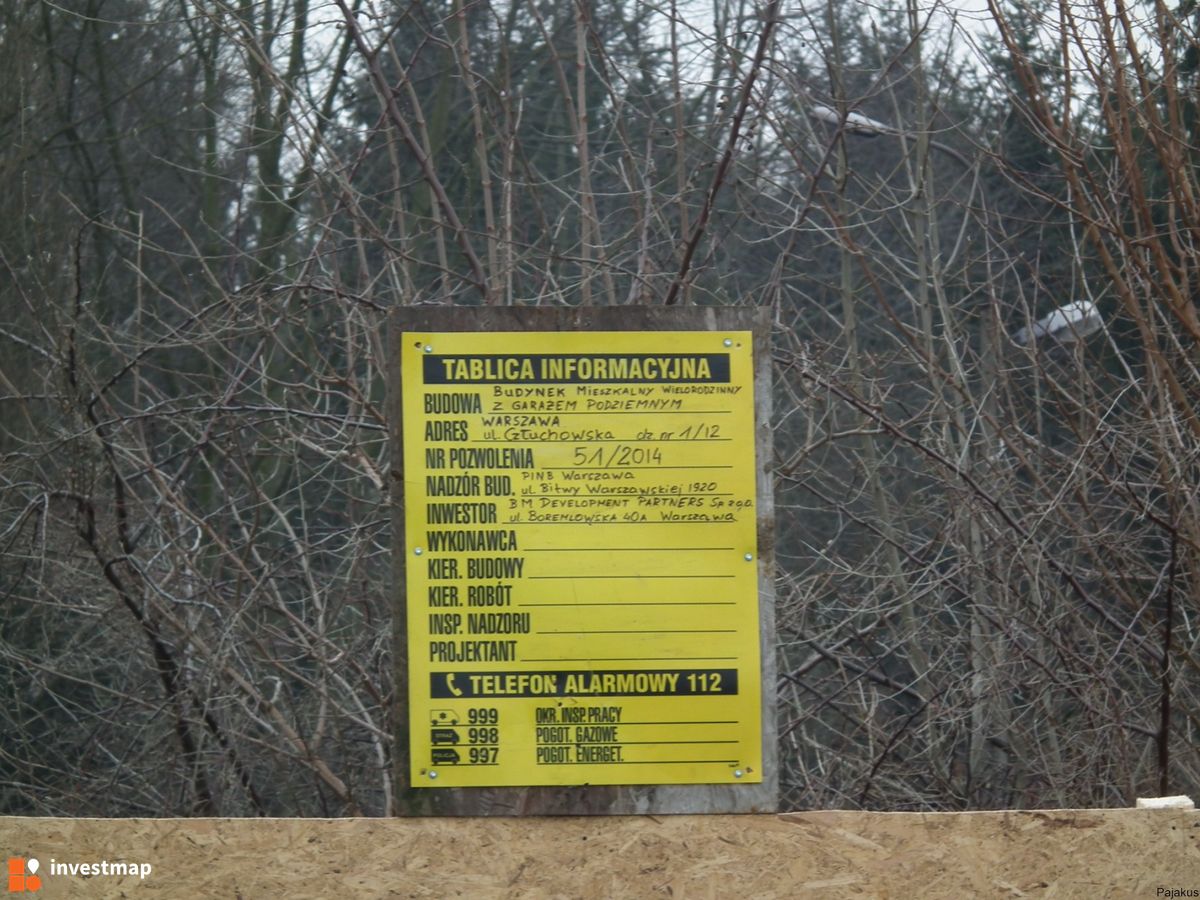 TABLICA INFORMACYJNA
BUDOWA BUDYNEK MIESZKALNY WIELORODZINNY
Z GARAŻEM PODZIEMNYM
ADRES WARSZAWA
ul. Człuchowska dz. nr 1/12
NR POZWOLENIA 51/2014
NADZÓR BUD. PINB Warszawa
ul. Bitwy Warszawskiej 1920
INWESTOR BM DEVELOPMENT PARTNERS Sp z o.o.
ul. BOREMLOWSKA 40A Warszawa
WYKONAWCA
KIER. BUDOWY
KIER. ROBÓT
INSP. NADZORU
PROJEKTANT
TELEFON ALARMOWY 112
999 OKR. INSP. PRACY
STRAŻ 998 POGOT. GAZOWE
POLICJA 997 POGOT. ENERGET.
investmap
Pajakus